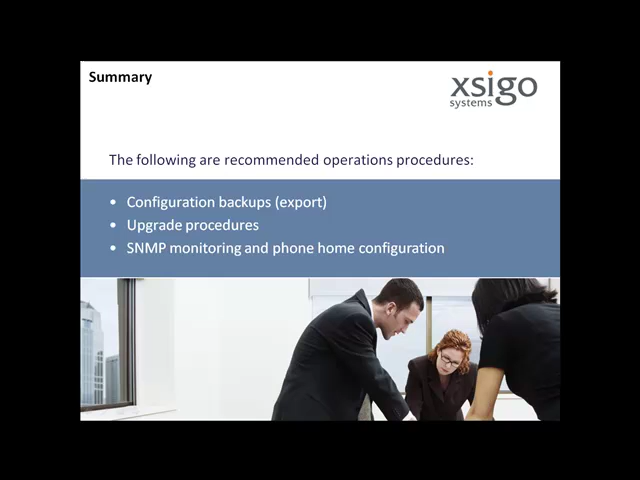 Summary
xsigo
systems
The following are recommended operations procedures:
• Configuration backups (export)
• Upgrade procedures
• SNMP monitoring and phone home configuration